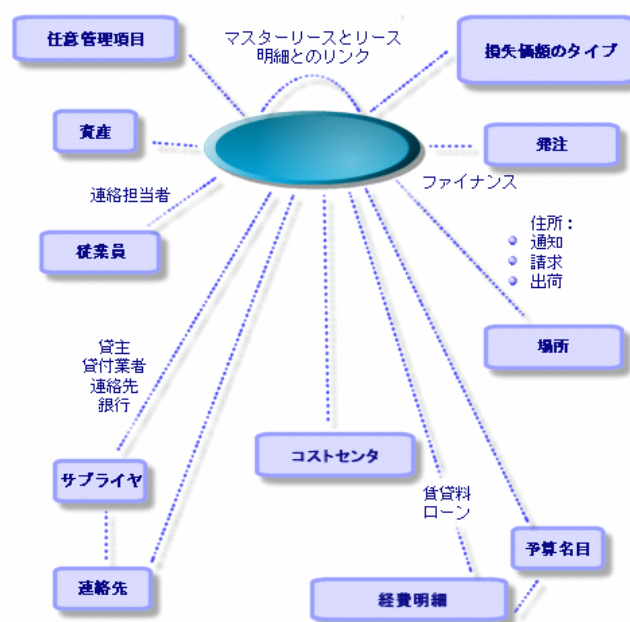 任意管理項目
マスターリースとリース
明細とのリンク
損失価額のタイプ
資産
発注
ファイナンス
連絡担当者
従業員
住所：
通知
請求
出荷
場所
貸主
貸付業者
連絡先
銀行
コストセンタ
サプライヤ
賃貸料
ローン
予算名目
連絡先
経費明細